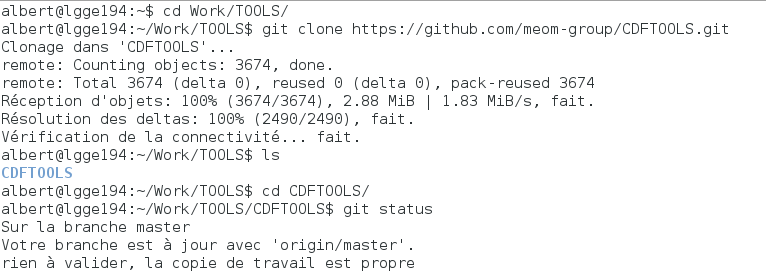 albert@lgge194:~$ cd Work/TOOLS/
albert@lgge194:~/Work/TOOLS$ git clone https://github.com/meom-group/CDFTOOLS.git
Clonage dans 'CDFTOOLS'...
remote: Counting objects: 3674, done.
remote: Total 3674 (delta 0), reused 0 (delta 0), pack-reused 3674
Réception d'objets: 100% (3674/3674), 2.88 MiB | 1.83 MiB/s, fait.
Résolution des deltas: 100% (2490/2490), fait.
Vérification de la connectivité... fait.
albert@lgge194:~/Work/TOOLS$ ls
CDFTOOLS
albert@lgge194:~/Work/TOOLS$ cd CDFTOOLS/
albert@lgge194:~/Work/TOOLS/CDFTOOLS$ git status
Sur la branche master
Votre branche est à jour avec 'origin/master'.
rien à valider, la copie de travail est propre